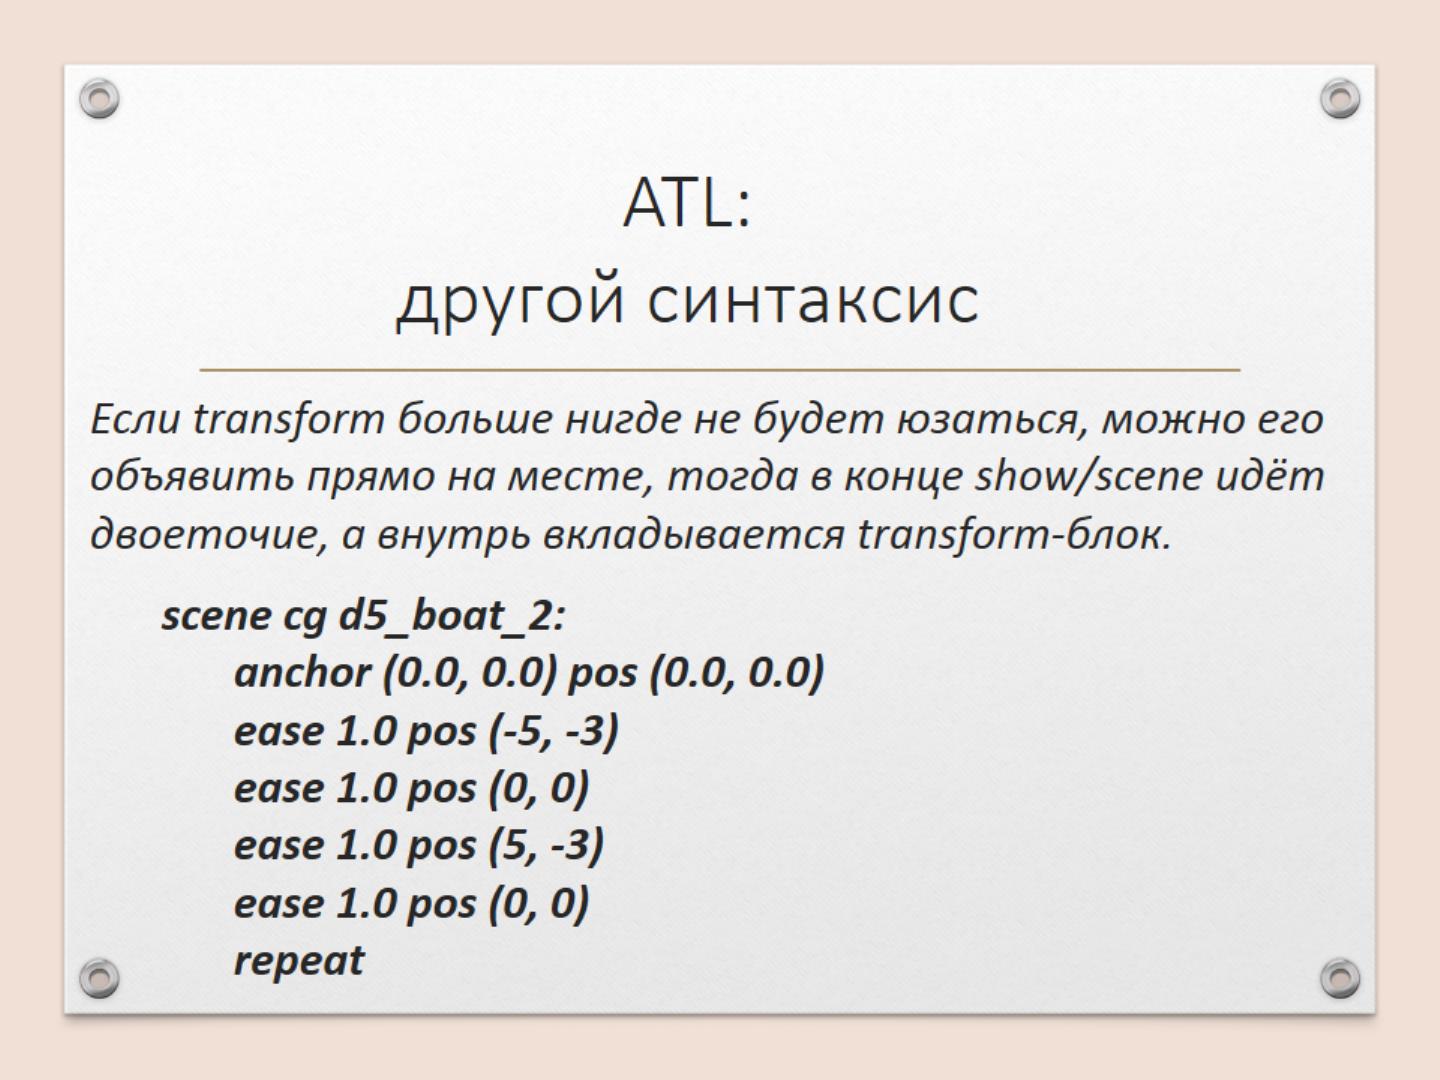 ATL:
другой синтаксис
Если transform больше нигде не будет юзаться, можно его
объявить прямо на месте, тогда в конце show/scene идёт
двоеточие, а внутрь вкладывается transform-блок.
scene cg d5_boat_2:
anchor (0.0, 0.0) pos (0.0, 0.0)
ease 1.0 pos (-5, -3)
ease 1.0 pos (0, 0)
ease 1.0 pos (5, -3)
ease 1.0 pos (0, 0)
repeat